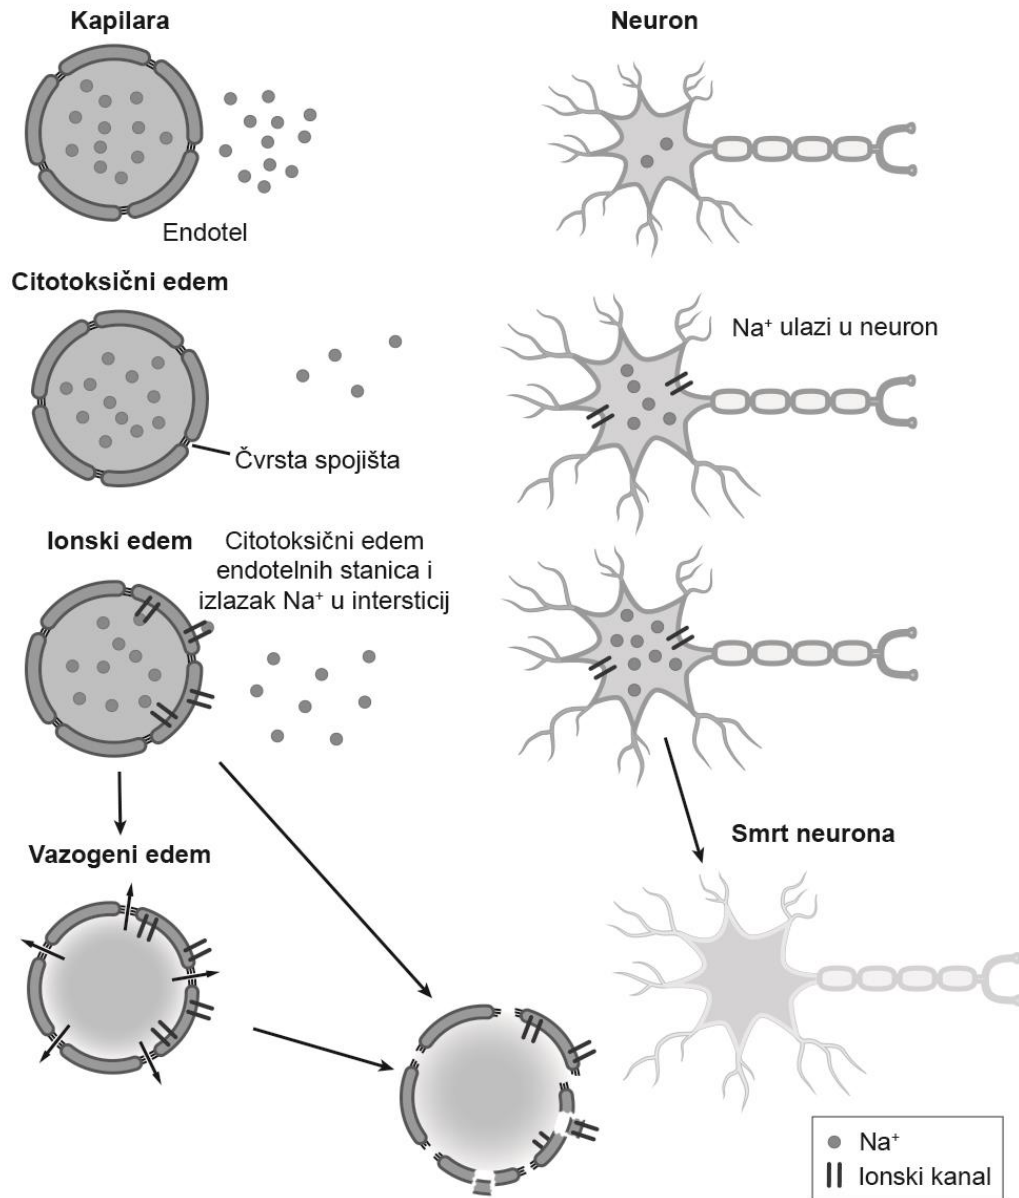 Kapilara
Neuron
Endotel
Citotoksični edem
Na⁺ ulazi u neuron
Čvrsta spojišta
Ionski edem
Citotoksični edem
endotelnih stanica i
izlazak Na⁺ u intersticij
Vazogeni edem
Smrt neurona
Na⁺
Ionski kanal